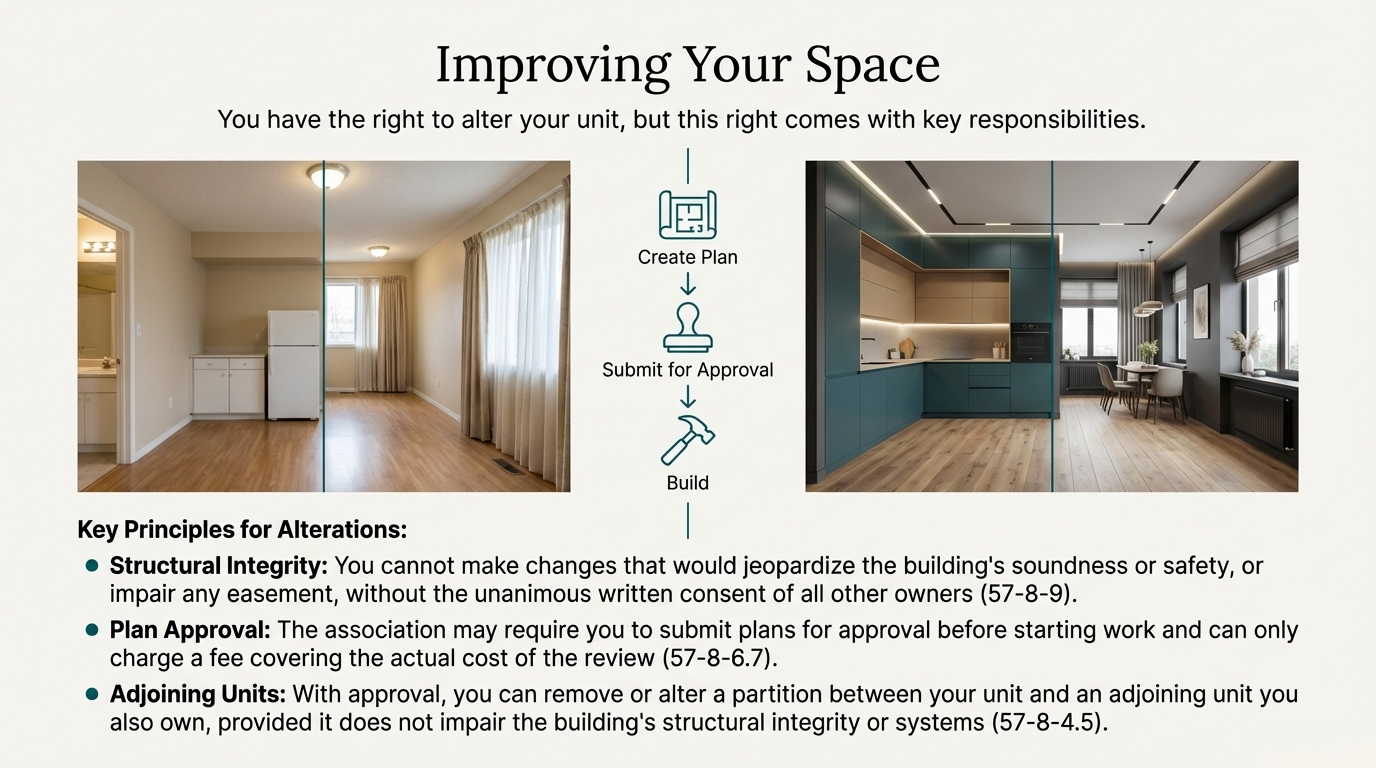 Improving Your Space
You have the right to alter your unit, but this right comes with key responsibilities.
Create Plan
Submit for Approval
Build
Key Principles for Alterations:
● Structural Integrity: You cannot make changes that would jeopardize the building's soundness or safety, or
impair any easement, without the unanimous written consent of all other owners (57-8-9).
● Plan Approval: The association may require you to submit plans for approval before starting work and can only
charge a fee covering the actual cost of the review (57-8-6.7).
● Adjoining Units: With approval, you can remove or alter a partition between your unit and an adjoining unit you
also own, provided it does not impair the building's structural integrity or systems (57-8-4.5).